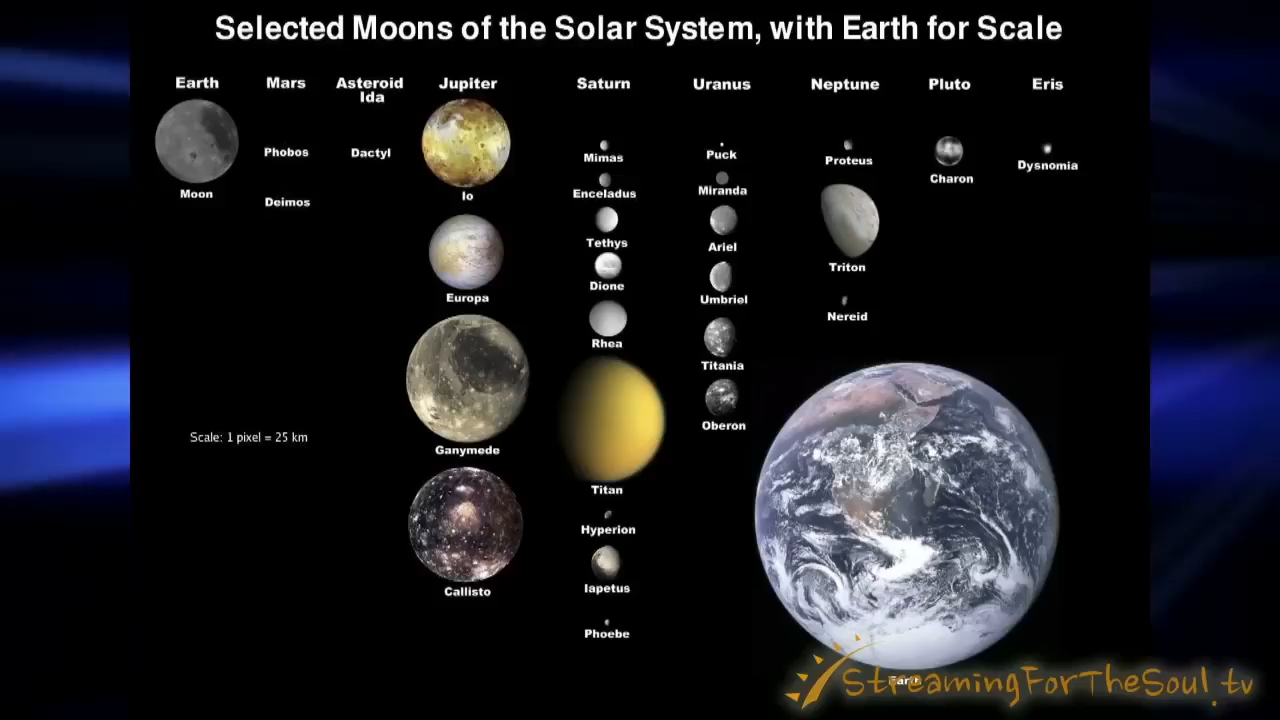 Selected Moons of the Solar System, with Earth for Scale
Earth
Mars
Asteroid
Ida
Jupiter
Saturn
Uranus
Neptune
Pluto
Eris
Moon
Phobos
Deimos
Dactyl
Io
Europa
Ganymede
Callisto
Mimas
Enceladus
Tethys
Dione
Rhea
Titan
Hyperion
Iapetus
Phoebe
Puck
Miranda
Ariel
Umbriel
Titania
Oberon
Proteus
Triton
Nereid
Charon
Dysnomia
Scale: 1 pixel = 25 km
Earth
StreamingForTheSoul.tv